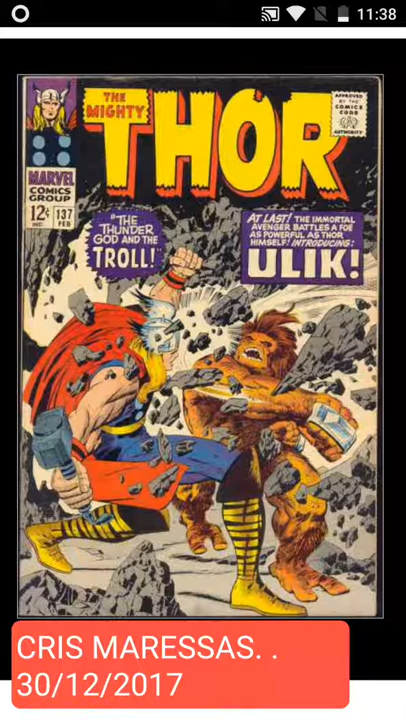 11:38
THE
MIGHTY
THOR
APPROVED
BY THE
COMICS
CODE
AUTHORITY
MARVEL
COMICS
GROUP
12¢ 137
IND. FEB
"THE
THUNDER
GOD AND THE
TROLL!"
AT LAST! THE IMMORTAL
AVENGER BATTLES A FOE
AS POWERFUL AS THOR
HIMSELF! INTRODUCING:
ULIK!
CRIS MARESSAS. .
30/12/2017